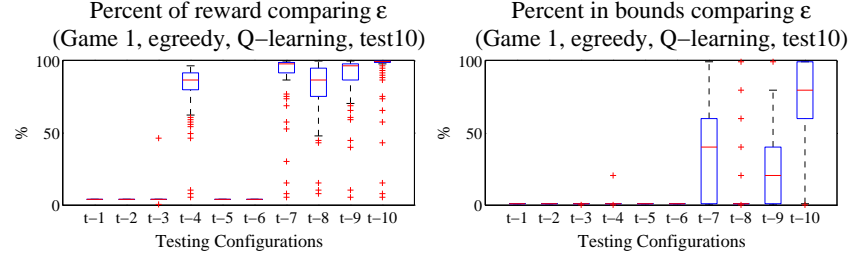 Percent of reward comparing ε
(Game 1, egreedy, Q−learning, test10)
100
50
0
%
t−1 t−2 t−3 t−4 t−5 t−6 t−7 t−8 t−9 t−10
Testing Configurations
Percent in bounds comparing ε
(Game 1, egreedy, Q−learning, test10)
100
50
0
%
t−1 t−2 t−3 t−4 t−5 t−6 t−7 t−8 t−9 t−10
Testing Configurations